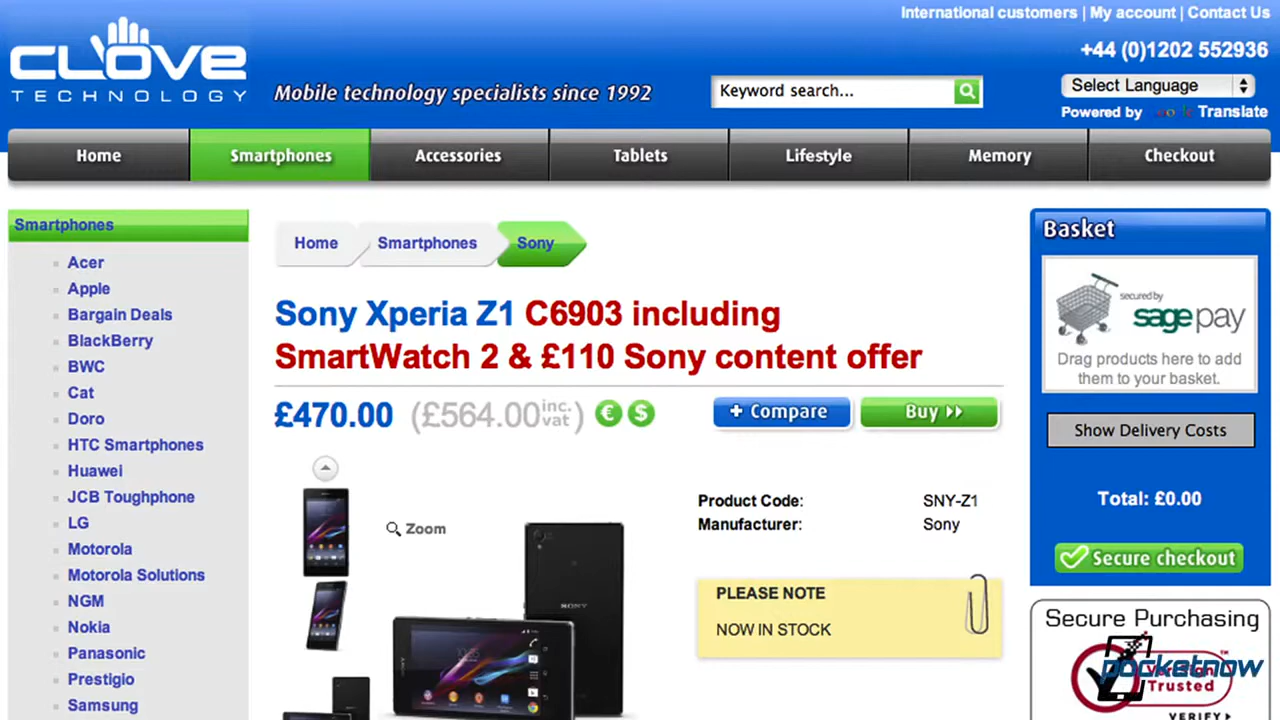 International customers | My account | Contact Us
CLOVE
TECHNOLOGY
Mobile technology specialists since 1992
Keyword search...
+44 (0)1202 552936
Select Language
Powered by Translate
Home
Smartphones
Accessories
Tablets
Lifestyle
Memory
Checkout
Smartphones
Acer
Apple
Bargain Deals
BlackBerry
BWC
Cat
Doro
HTC Smartphones
Huawei
JCB Toughphone
LG
Motorola
Motorola Solutions
NGM
Nokia
Panasonic
Prestigio
Samsung
Home
Smartphones
Sony
Sony Xperia Z1 C6903 including
SmartWatch 2 & £110 Sony content offer
£470.00 (£564.00 inc. vat) € $
+ Compare
Buy
Zoom
SONY
Product Code: SNY-Z1
Manufacturer: Sony
PLEASE NOTE
NOW IN STOCK
Basket
secured by
sage pay
Drag products here to add
them to your basket.
Show Delivery Costs
Total: £0.00
Secure checkout
Secure Purchasing
pocketnow
Trusted
VERIFY